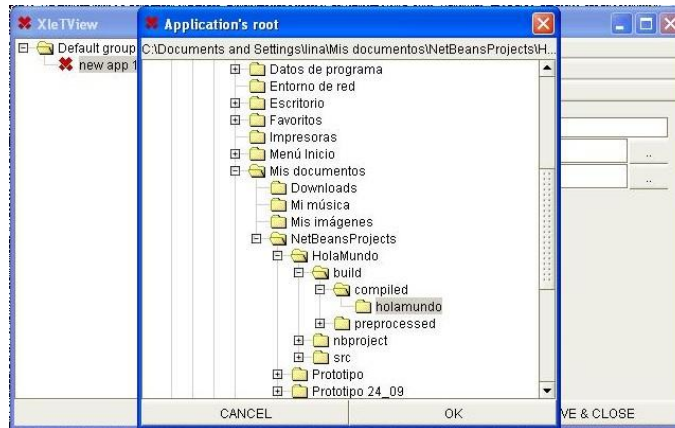 XleTView
Application's root
Default group
new app 1
C:\Documents and Settings\lina\Mis documentos\NetBeansProjects\H...
Datos de programa
Entorno de red
Escritorio
Favoritos
Impresoras
Menú Inicio
Mis documentos
Downloads
Mi música
Mis imágenes
NetBeansProjects
HolaMundo
build
compiled
holamundo
preprocessed
nbproject
src
Prototipo
Prototipo 24_09
..
..
CANCEL
OK
VE & CLOSE